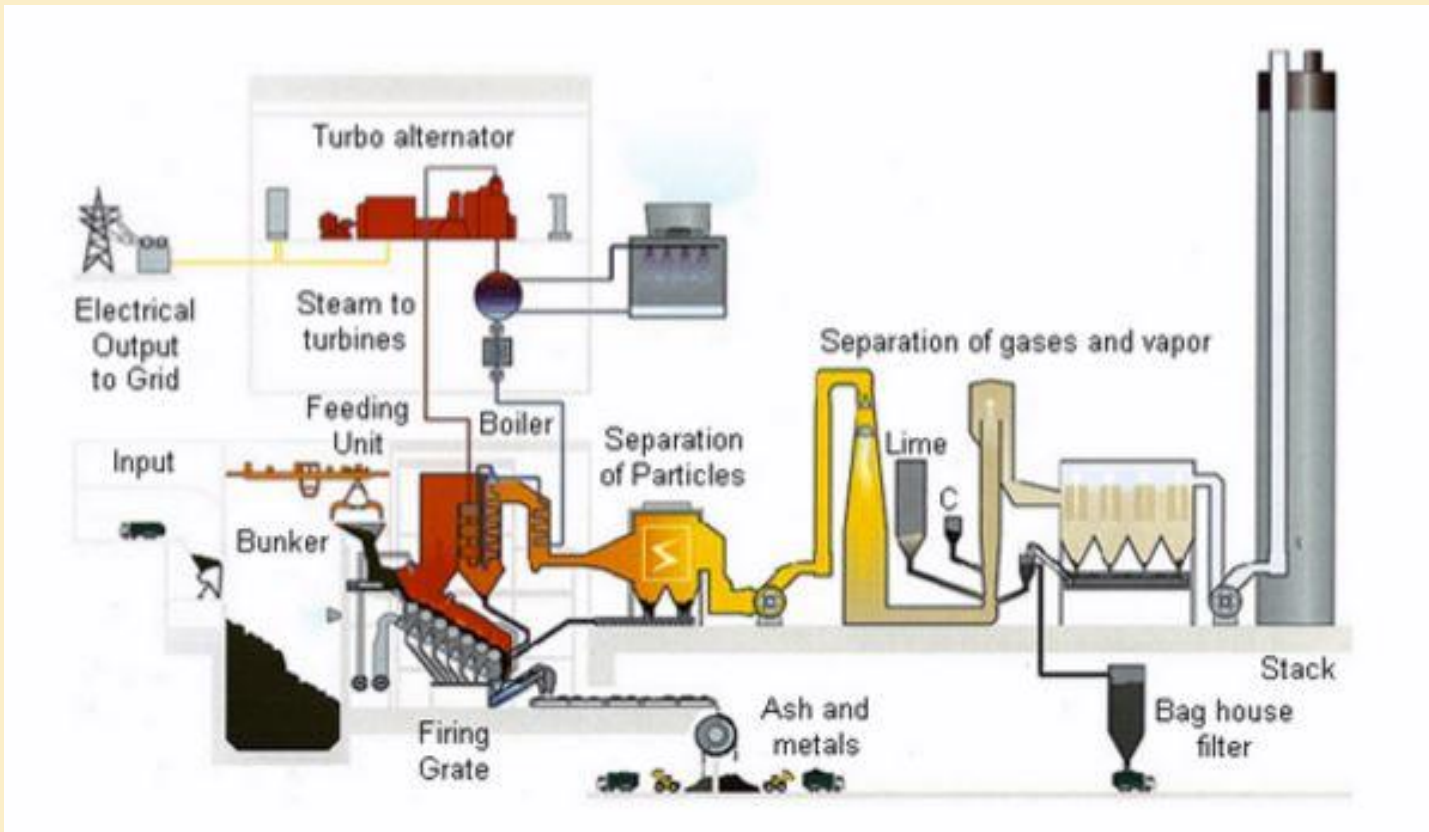 Turbo alternator
Electrical
Output
to Grid
Steam to
turbines
Separation of gases and vapor
Feeding
Unit
Boiler
Separation
of Particles
Lime
Input
C
Bunker
Stack
Firing
Grate
Ash and
metals
Bag house
filter